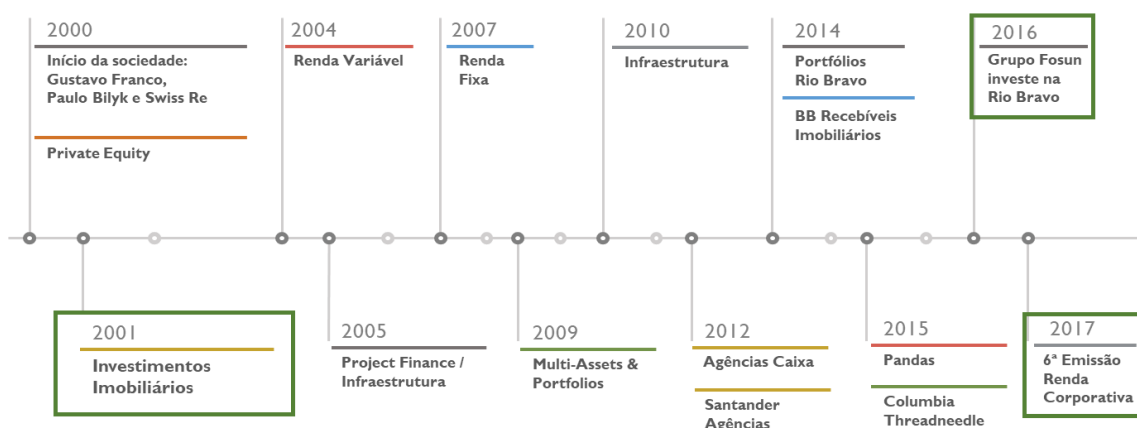 2000
Início da sociedade:
Gustavo Franco,
Paulo Bilyk e Swiss Re
Private Equity
2004
Renda Variável
2007
Renda
Fixa
2010
Infraestrutura
2014
Portfólios
Rio Bravo
BB Recebíveis
Imobiliários
2016
Grupo Fosun
investe na
Rio Bravo
2001
Investimentos
Imobiliários
2005
Project Finance /
Infraestrutura
2009
Multi-Assets &
Portfolios
2012
Agências Caixa
Santander
Agências
2015
Pandas
Columbia
Threadneedle
2017
6ª Emissão
Renda
Corporativa